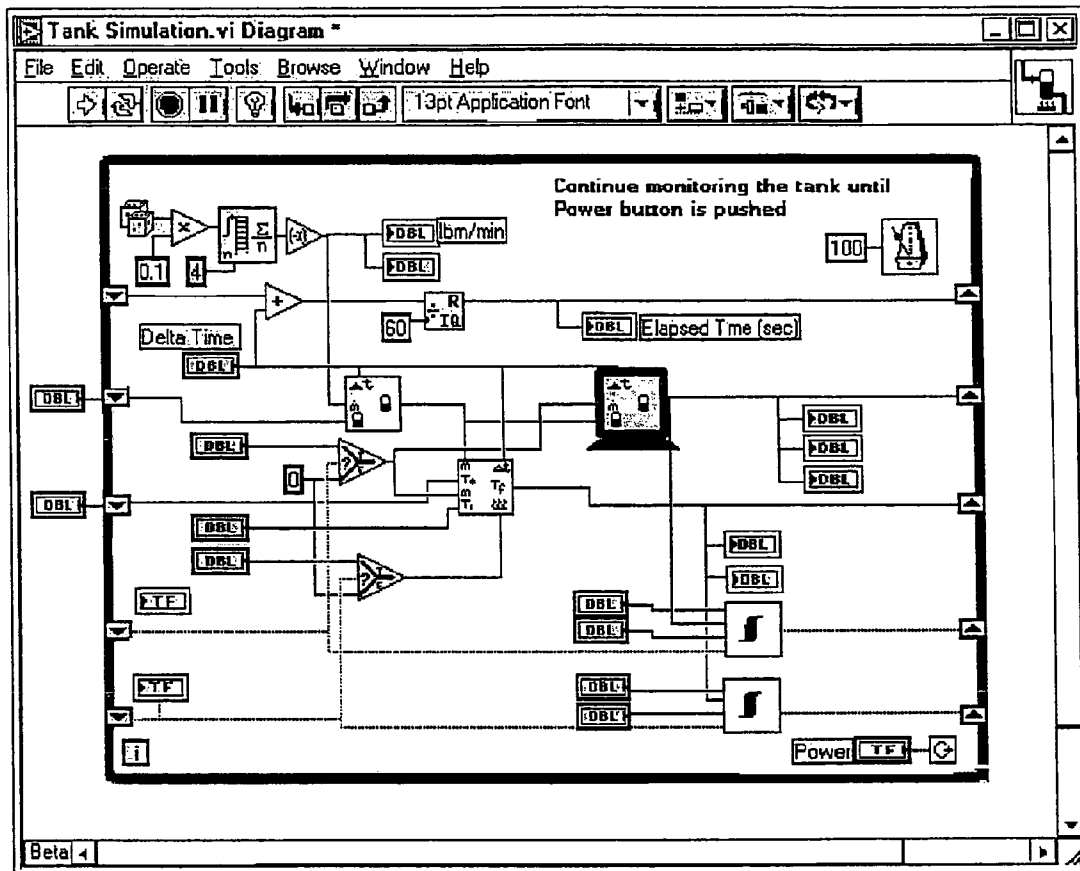 Tank Simulation.vi Diagram *
File Edit Operate Tools Browse Window Help
13pt Application Font
Continue monitoring the tank until
Power button is pushed
n Σ n (-x)
DBL lbm/min
DBL
100
0.1 4
+
÷ R
IQ
60
DBL Elapsed Tme (sec)
Delta Time
DBL
DBL
t
m
t
m
DBL
DBL
DBL
DBL
?
0
m t
T Tf
m
T
DBL
DBL
DBL
DBL
DBL
?
TF
DBL
DBL
TF
DBL
DBL
i
Power TF
Beta